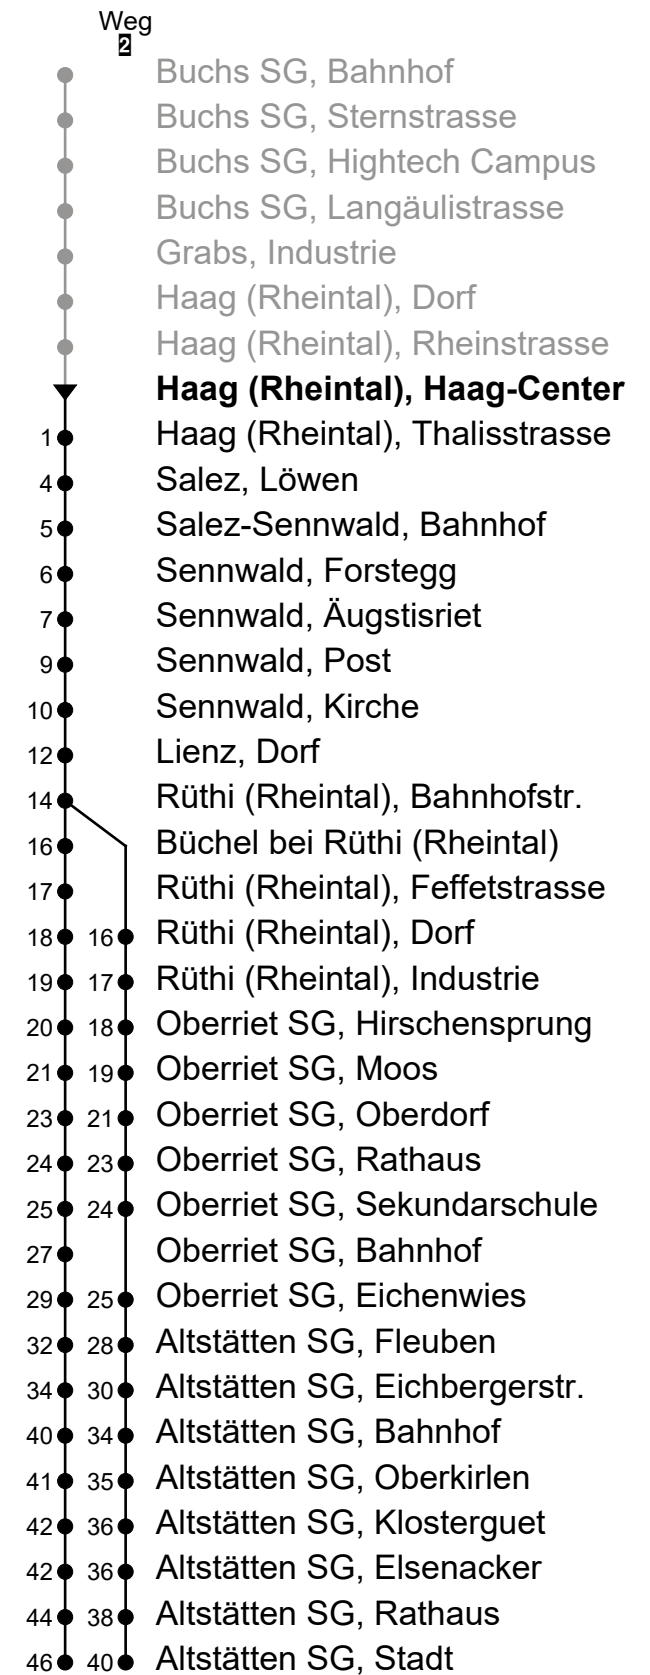 Weg
2
Buchs SG, Bahnhof
Buchs SG, Sternstrasse
Buchs SG, Hightech Campus
Buchs SG, Langäulistrasse
Grabs, Industrie
Haag (Rheintal), Dorf
Haag (Rheintal), Rheinstrasse
Haag (Rheintal), Haag-Center
1 Haag (Rheintal), Thalisstrasse
4 Salez, Löwen
5 Salez-Sennwald, Bahnhof
6 Sennwald, Forstegg
7 Sennwald, Äugstisriet
9 Sennwald, Post
10 Sennwald, Kirche
12 Lienz, Dorf
14 Rüthi (Rheintal), Bahnhofstr.
16 Büchel bei Rüthi (Rheintal)
17 Rüthi (Rheintal), Feffetstrasse
18 16 Rüthi (Rheintal), Dorf
19 17 Rüthi (Rheintal), Industrie
20 18 Oberriet SG, Hirschensprung
21 19 Oberriet SG, Moos
23 21 Oberriet SG, Oberdorf
24 23 Oberriet SG, Rathaus
25 24 Oberriet SG, Sekundarschule
27 Oberriet SG, Bahnhof
29 25 Oberriet SG, Eichenwies
32 28 Altstätten SG, Fleuben
34 30 Altstätten SG, Eichbergerstr.
40 34 Altstätten SG, Bahnhof
41 35 Altstätten SG, Oberkirlen
42 36 Altstätten SG, Klosterguet
42 36 Altstätten SG, Elsenacker
44 38 Altstätten SG, Rathaus
46 40 Altstätten SG, Stadt